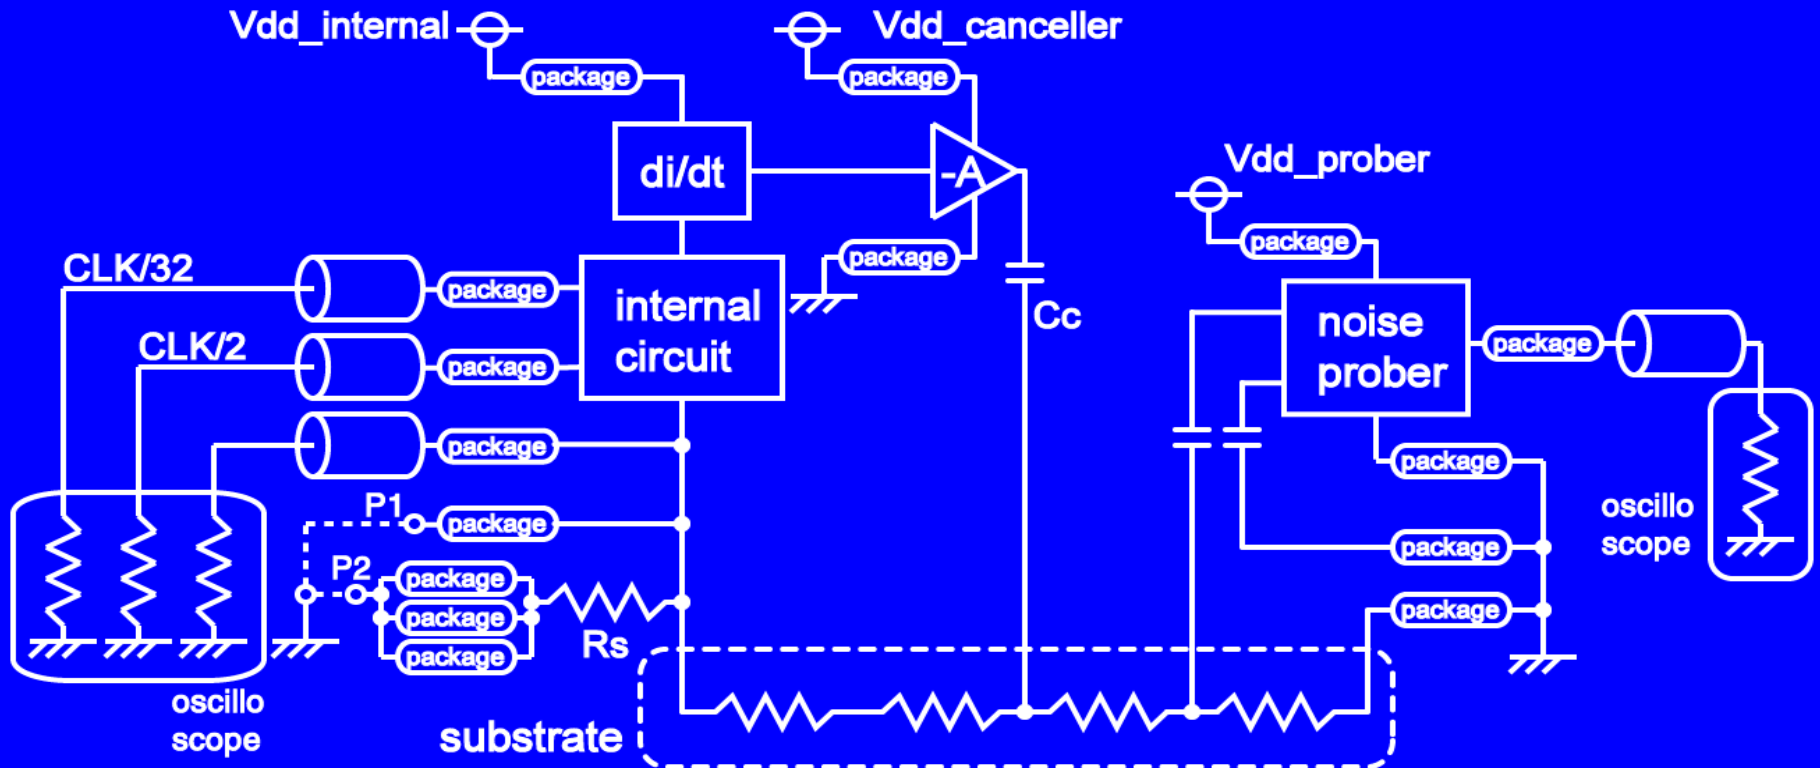 Vdd_internal
Vdd_canceller
package
package
Vdd_prober
di/dt
-A
package
package
CLK/32
package
internal
circuit
Cc
noise
prober
package
CLK/2
package
package
package
P1
package
oscillo
scope
package
P2
package
package
package
package
Rs
oscillo
scope
substrate